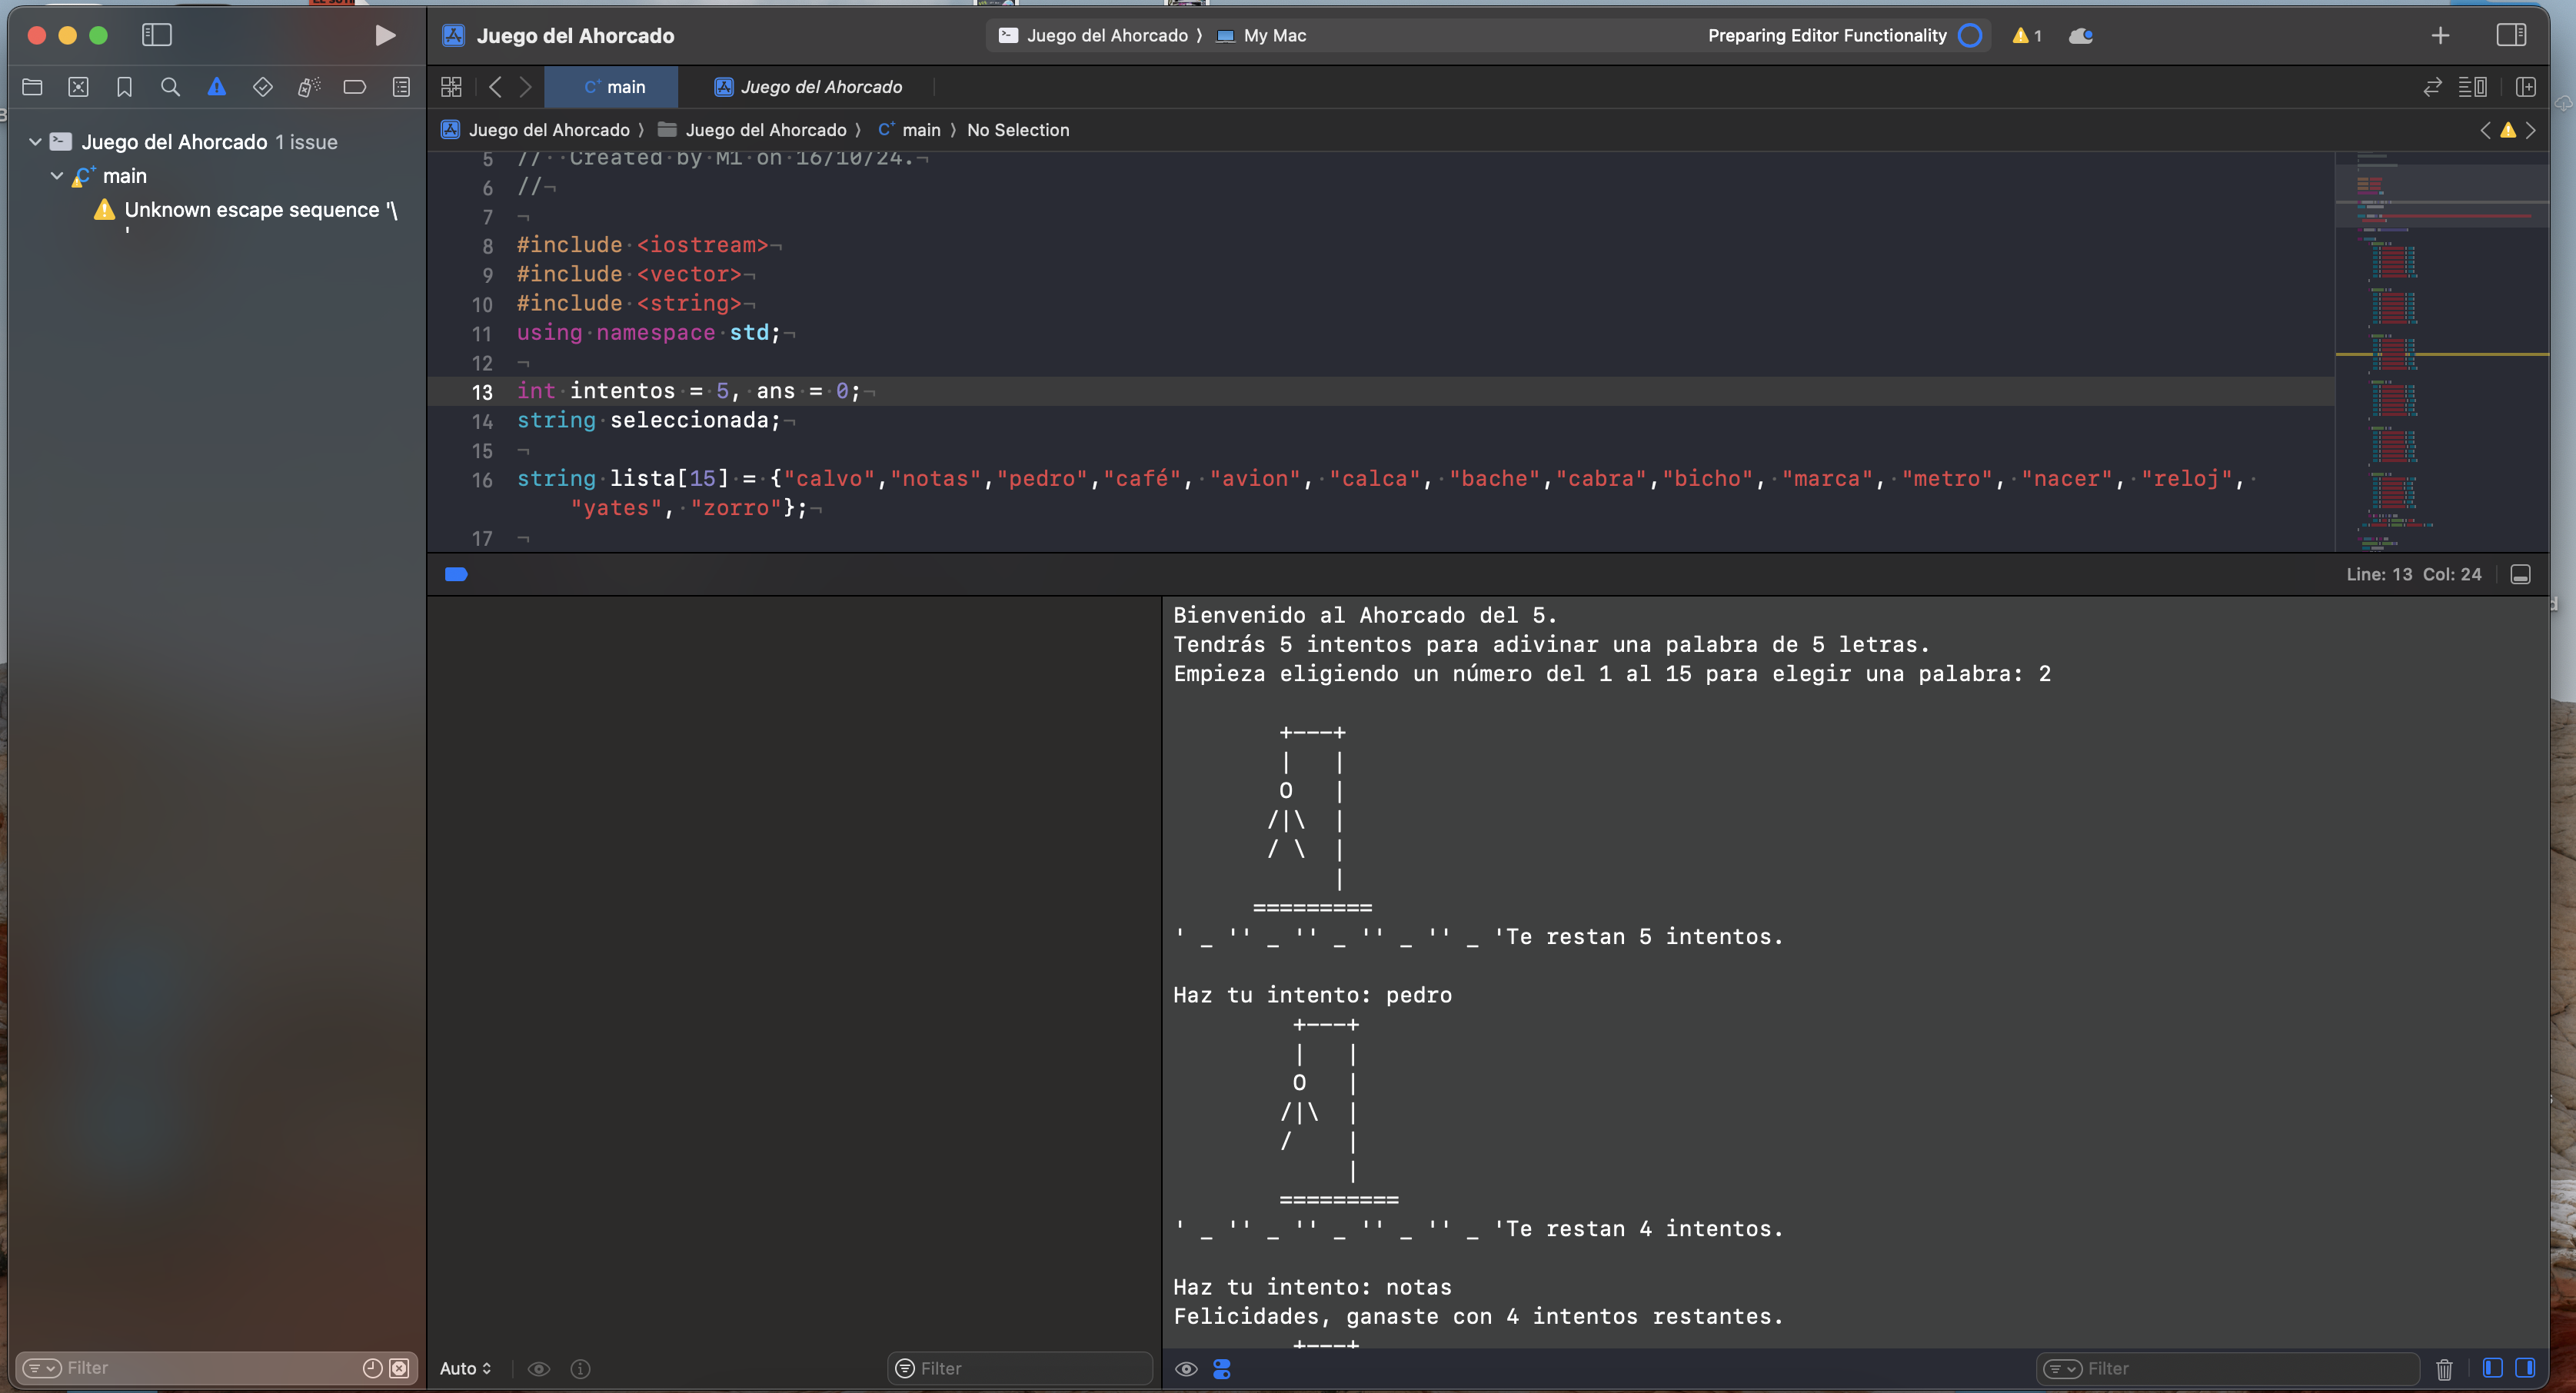 Juego del Ahorcado
Juego del Ahorcado ⟩ My Mac
Preparing Editor Functionality
1
main
Juego del Ahorcado
Juego del Ahorcado 1 issue
main
Unknown escape sequence '\
'
Juego del Ahorcado ⟩ Juego del Ahorcado ⟩ main ⟩ No Selection
5 //··Created·by·M1·on·16/10/24.¬
6 //¬
7 ¬
8 #include·<iostream>¬
9 #include·<vector>¬
10 #include·<string>¬
11 using·namespace·std;¬
12 ¬
13 int·intentos·=·5,·ans·=·0;¬
14 string·seleccionada;¬
15 ¬
16 string·lista[15]·=·{"calvo","notas","pedro","café",·"avion",·"calca",·"bache","cabra","bicho",·"marca",·"metro",·"nacer",·"reloj",·
"yates",·"zorro"};¬
17 ¬
Line: 13 Col: 24
Bienvenido al Ahorcado del 5.
Tendrás 5 intentos para adivinar una palabra de 5 letras.
Empieza eligiendo un número del 1 al 15 para elegir una palabra: 2
+---+
|   |
O   |
/|\  |
/ \  |
|
=========
' _ '' _ '' _ '' _ '' _ 'Te restan 5 intentos.
Haz tu intento: pedro
+---+
|   |
O   |
/|\  |
/    |
|
=========
' _ '' _ '' _ '' _ '' _ 'Te restan 4 intentos.
Haz tu intento: notas
Felicidades, ganaste con 4 intentos restantes.
+---+
Filter
Auto
Filter
Filter